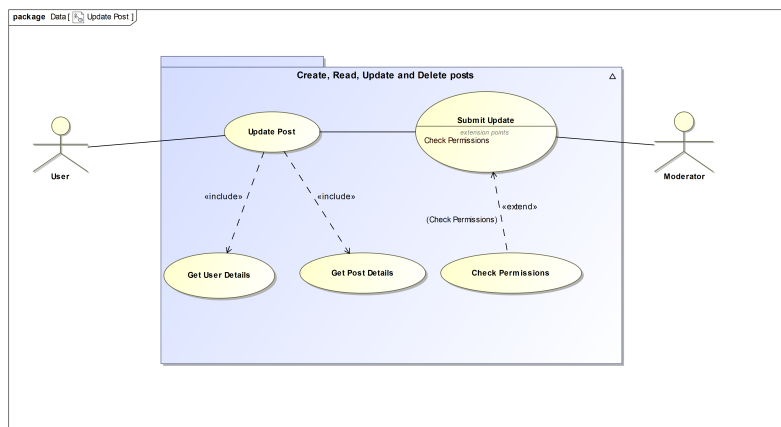 package Data [ Update Post ]
Create, Read, Update and Delete posts
Submit Update
Update Post
extension points
Check Permissions
User
Moderator
«include»
«include»
«extend»
(Check Permissions)
Get User Details
Get Post Details
Check Permissions